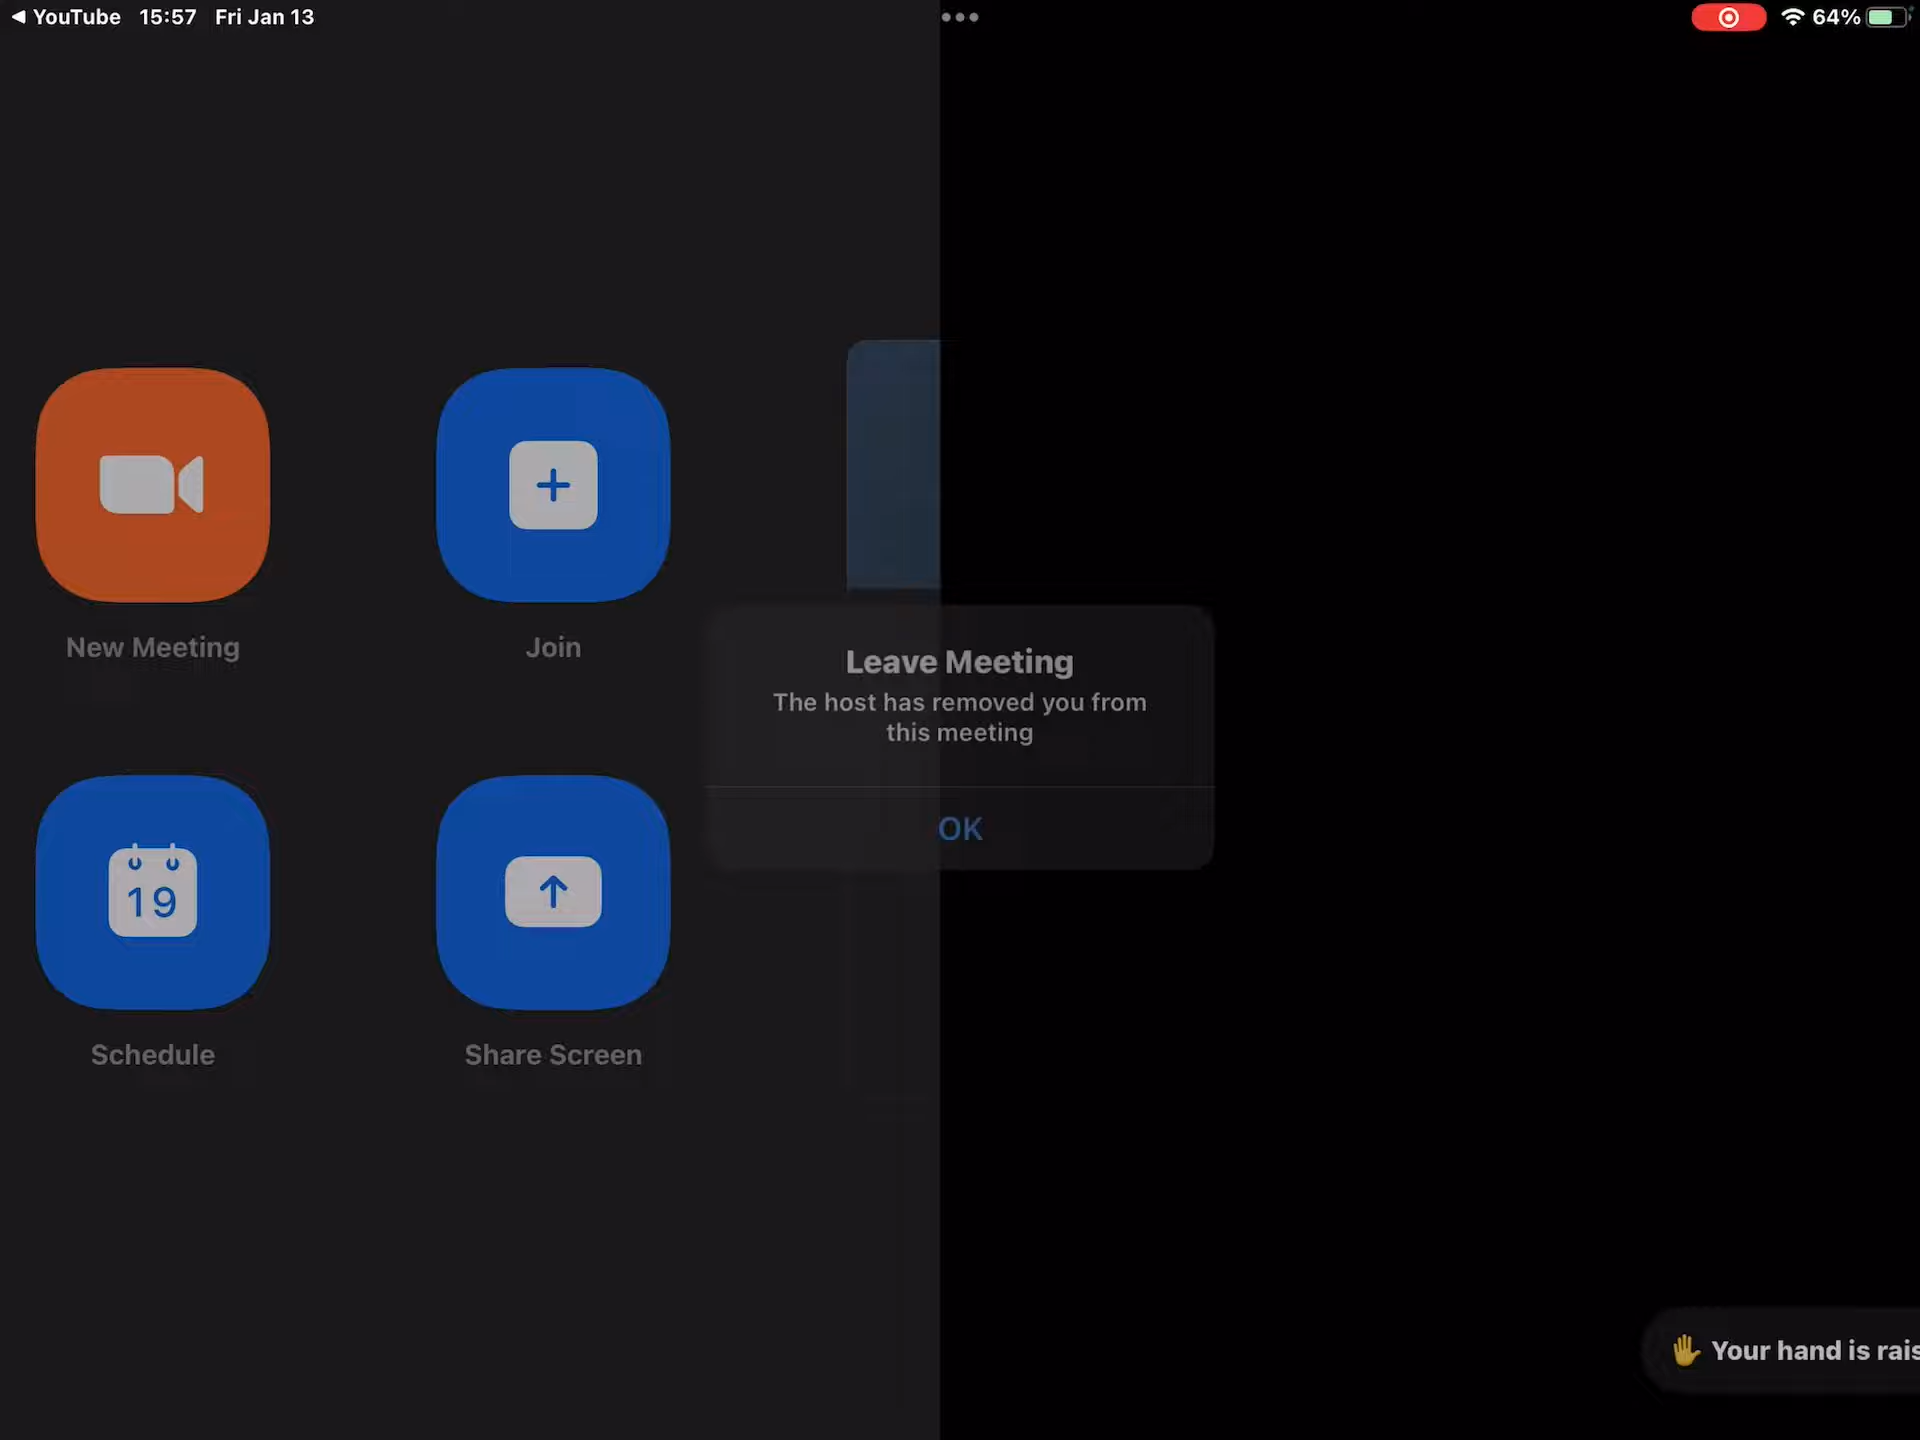 ◀ YouTube 15:57 Fri Jan 13
64%
New Meeting
Join
19
Schedule
Share Screen
Leave Meeting
The host has removed you from
this meeting
OK
✋ Your hand is rais